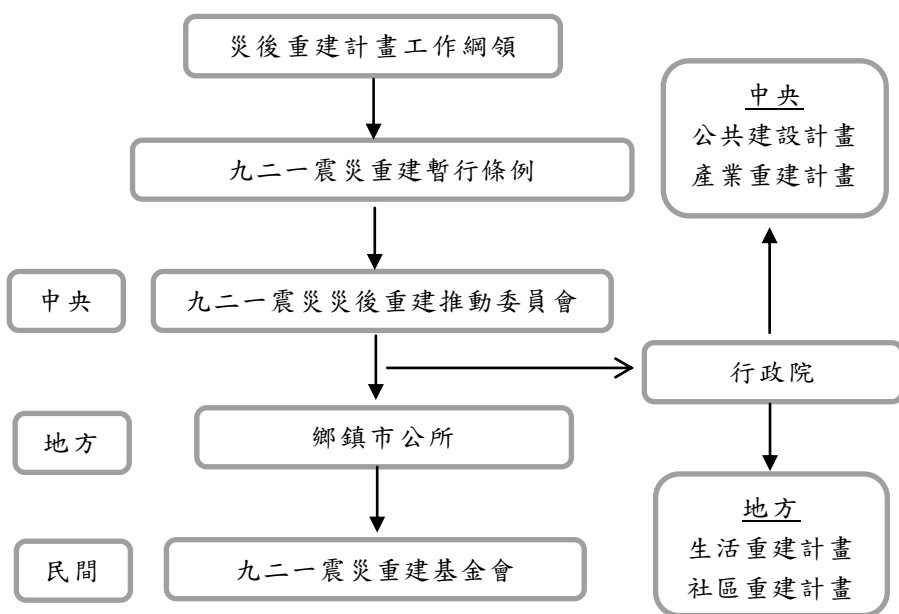 災後重建計畫工作綱領
九二一震災重建暫行條例
中央
九二一震災災後重建推動委員會
地方
鄉鎮市公所
民間
九二一震災重建基金會
中央
公共建設計畫
產業重建計畫
行政院
地方
生活重建計畫
社區重建計畫